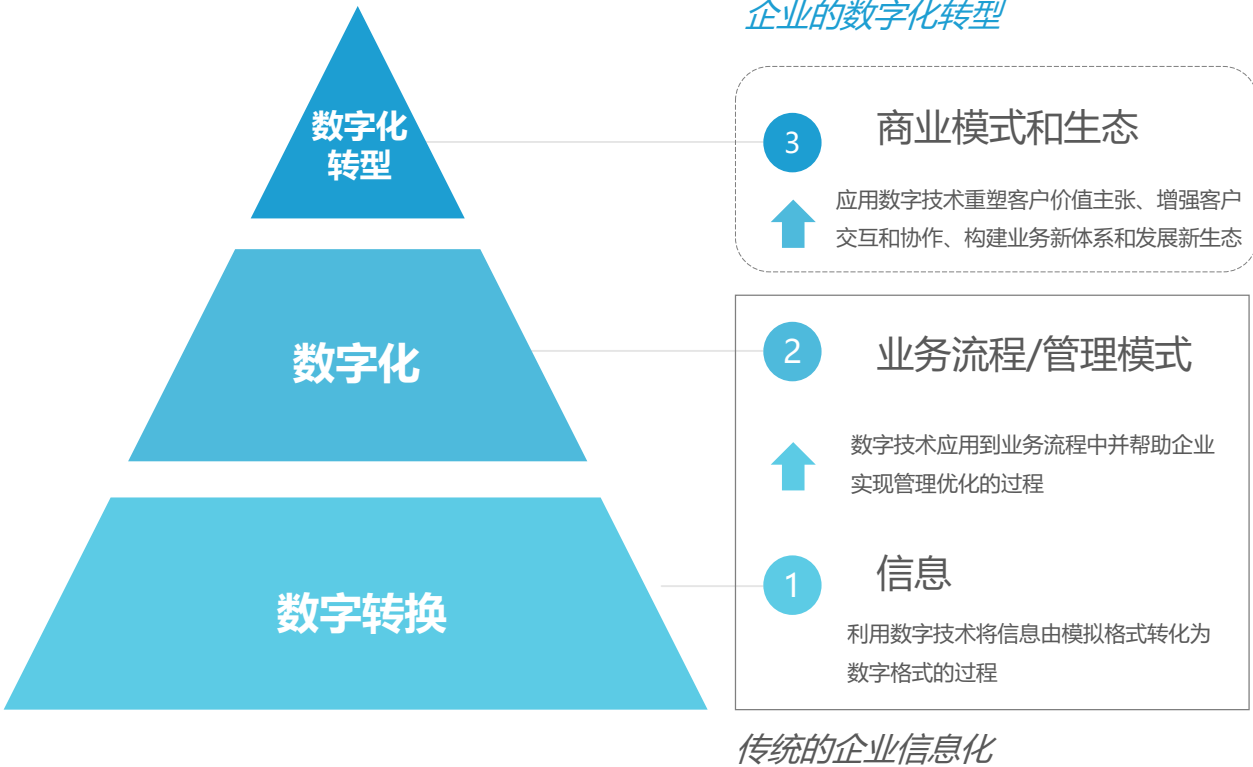 企业的数字化转型
数字化
转型
3
商业模式和生态
应用数字技术重塑客户价值主张、增强客户
交互和协作、构建业务新体系和发展新生态
数字化
2
业务流程/管理模式
数字技术应用到业务流程中并帮助企业
实现管理优化的过程
数字转换
1
信息
利用数字技术将信息由模拟格式转化为
数字格式的过程
传统的企业信息化